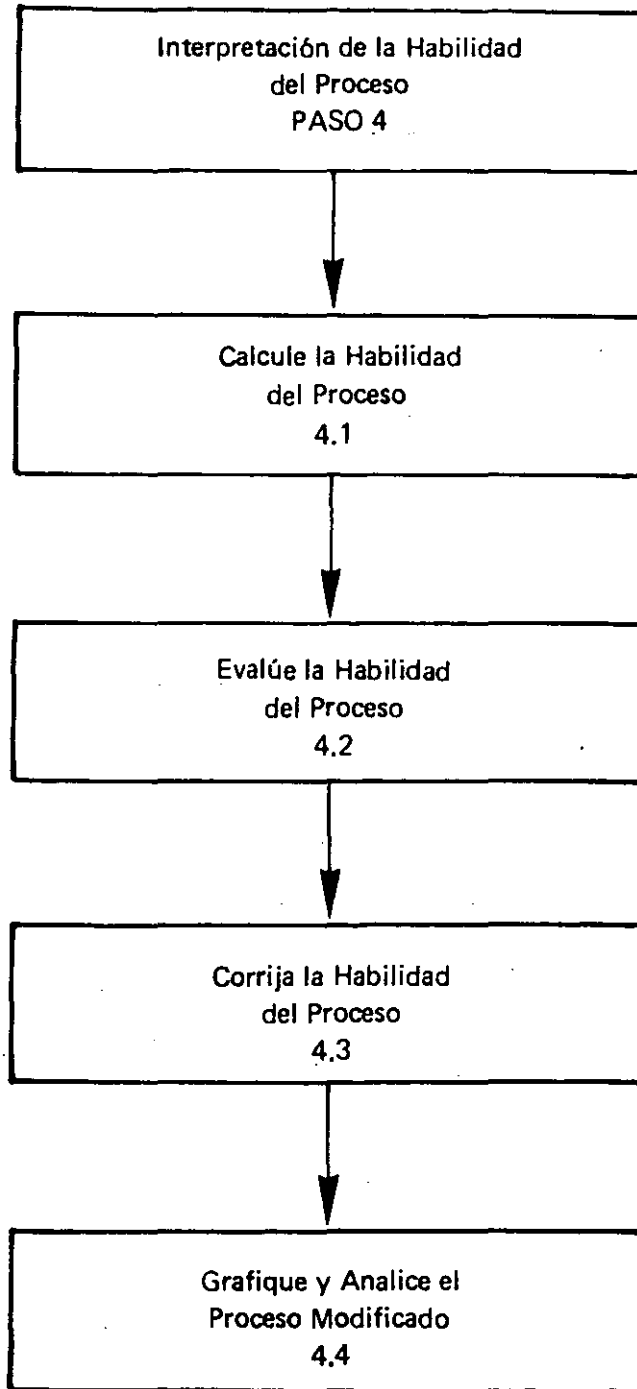 Interpretación de la Habilidad
del Proceso
PASO 4
Calcule la Habilidad
del Proceso
4.1
Evalúe la Habilidad
del Proceso
4.2
Corrija la Habilidad
del Proceso
4.3
Grafique y Analice el
Proceso Modificado
4.4